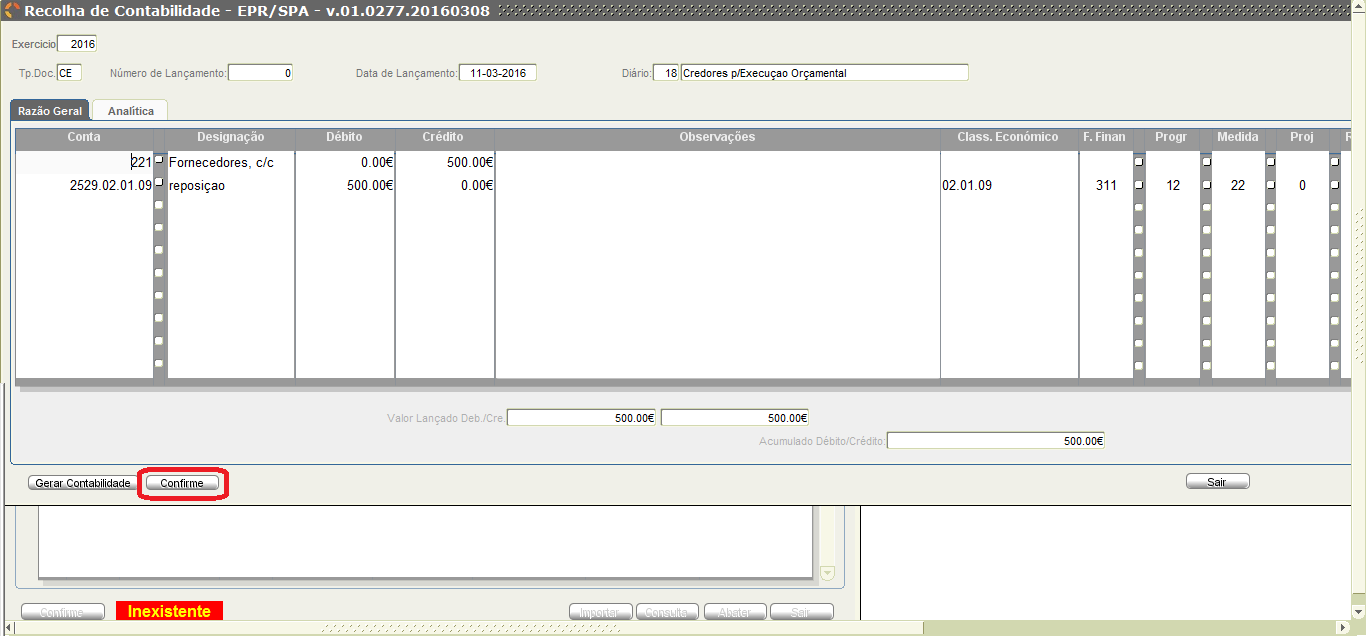 Recolha de Contabilidade - EPR/SPA - v.01.0277.20160308
Exercicio 2016
Tp.Doc. CE Número de Lançamento: 0 Data de Lançamento: 11-03-2016 Diário: 18 Credores p/Execuçao Orçamental
Razão Geral Analítica
Conta Designação Débito Crédito Observações Class. Económico F. Finan Progr Medida Proj R
221 Fornecedores, c/c 0.00€ 500.00€
2529.02.01.09 reposiçao 500.00€ 0.00€ 02.01.09 311 12 22 0
Valor Lançado Deb./Cre. 500.00€ 500.00€
Acumulado Débito/Crédito: 500.00€
Gerar Contabilidade Confirme Sair
Confirme Inexistente Importar Consulta Abater Sair